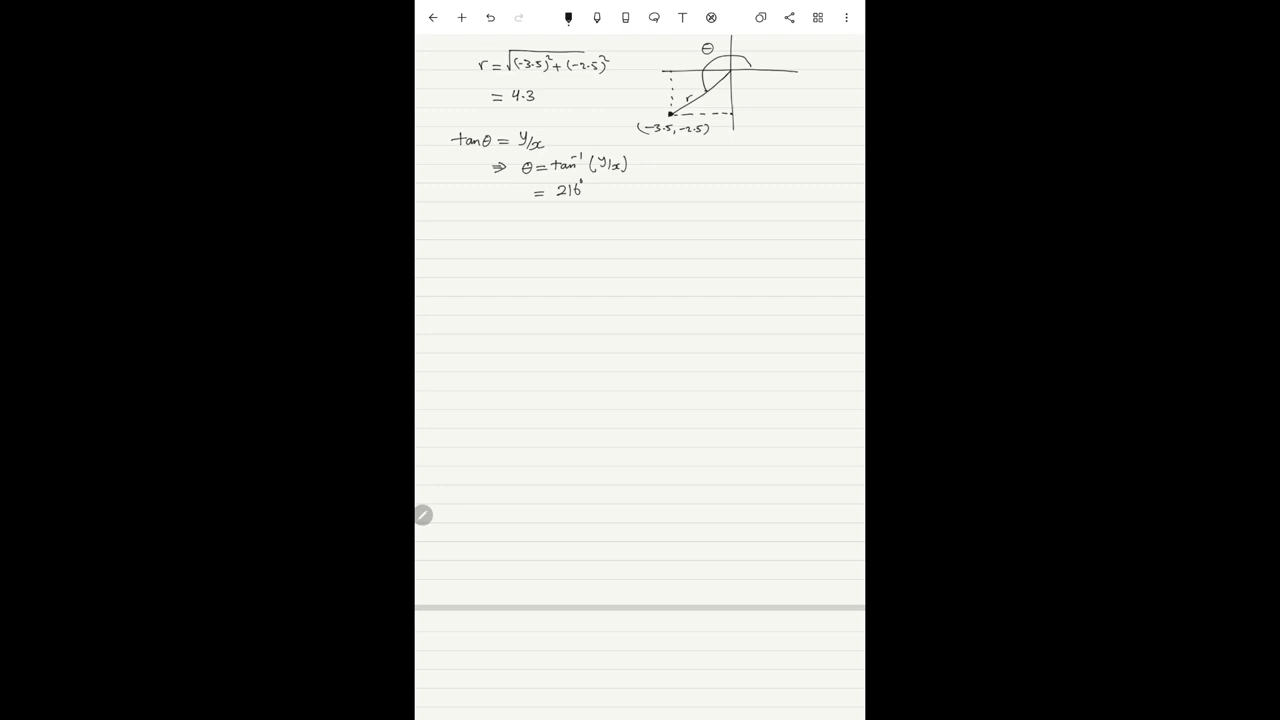 r = √(-3.5)² + (-2.5)²
= 4.3
tanθ = y/x
⇒ θ = tan⁻¹ (y/x)
= 216°
θ
r
(-3.5, -2.5)